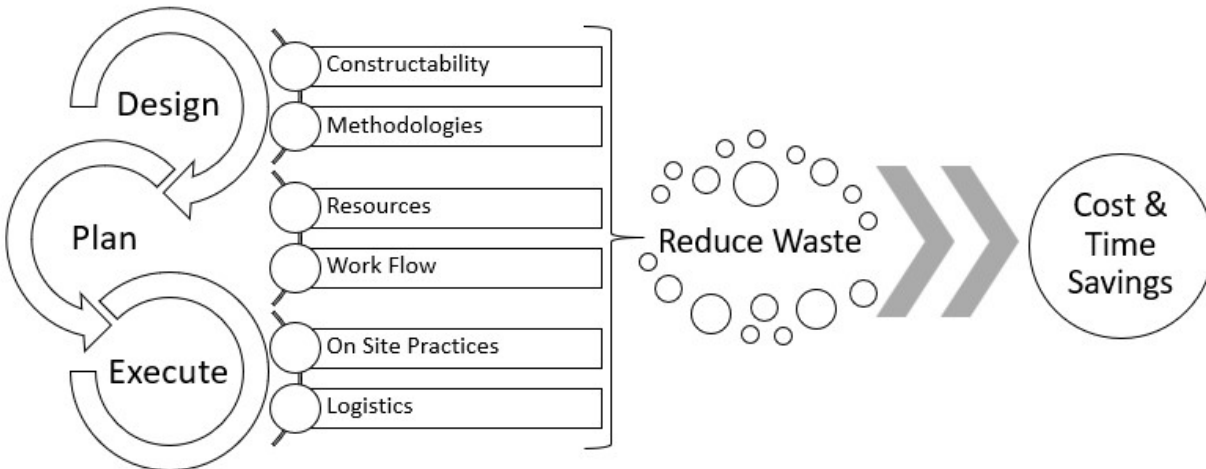 Design
Constructability
Methodologies
Plan
Resources
Work Flow
Execute
On Site Practices
Logistics
Reduce Waste
Cost &
Time
Savings